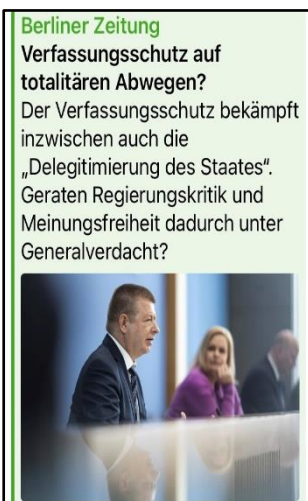 Berliner Zeitung
Verfassungsschutz auf
totalitären Abwegen?
Der Verfassungsschutz bekämpft
inzwischen auch die
„Delegitimierung des Staates“.
Geraten Regierungskritik und
Meinungsfreiheit dadurch unter
Generalverdacht?